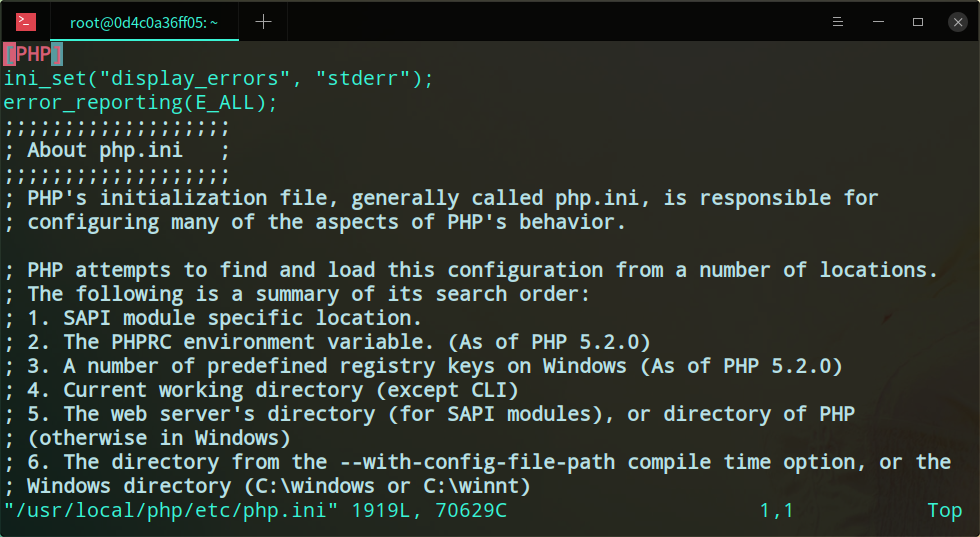 root@0d4c0a36ff05: ~
[PHP]
ini_set("display_errors", "stderr");
error_reporting(E_ALL);
;;;;;;;;;;;;;;;;;;;
; About php.ini   ;
;;;;;;;;;;;;;;;;;;;
; PHP's initialization file, generally called php.ini, is responsible for
; configuring many of the aspects of PHP's behavior.

; PHP attempts to find and load this configuration from a number of locations.
; The following is a summary of its search order:
; 1. SAPI module specific location.
; 2. The PHPRC environment variable. (As of PHP 5.2.0)
; 3. A number of predefined registry keys on Windows (As of PHP 5.2.0)
; 4. Current working directory (except CLI)
; 5. The web server's directory (for SAPI modules), or directory of PHP
; (otherwise in Windows)
; 6. The directory from the --with-config-file-path compile time option, or the
; Windows directory (C:\windows or C:\winnt)
"/usr/local/php/etc/php.ini" 1919L, 70629C 1,1 Top